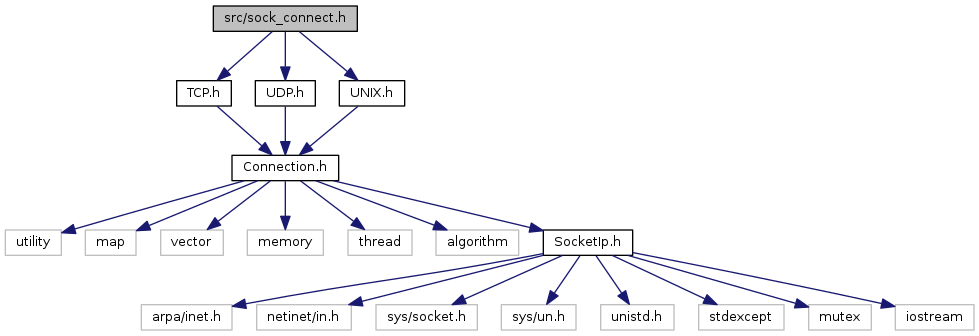 src/sock_connect.h
TCP.h UDP.h UNIX.h
Connection.h
utility map vector memory thread algorithm SocketIp.h
arpa/inet.h netinet/in.h sys/socket.h sys/un.h unistd.h stdexcept mutex iostream